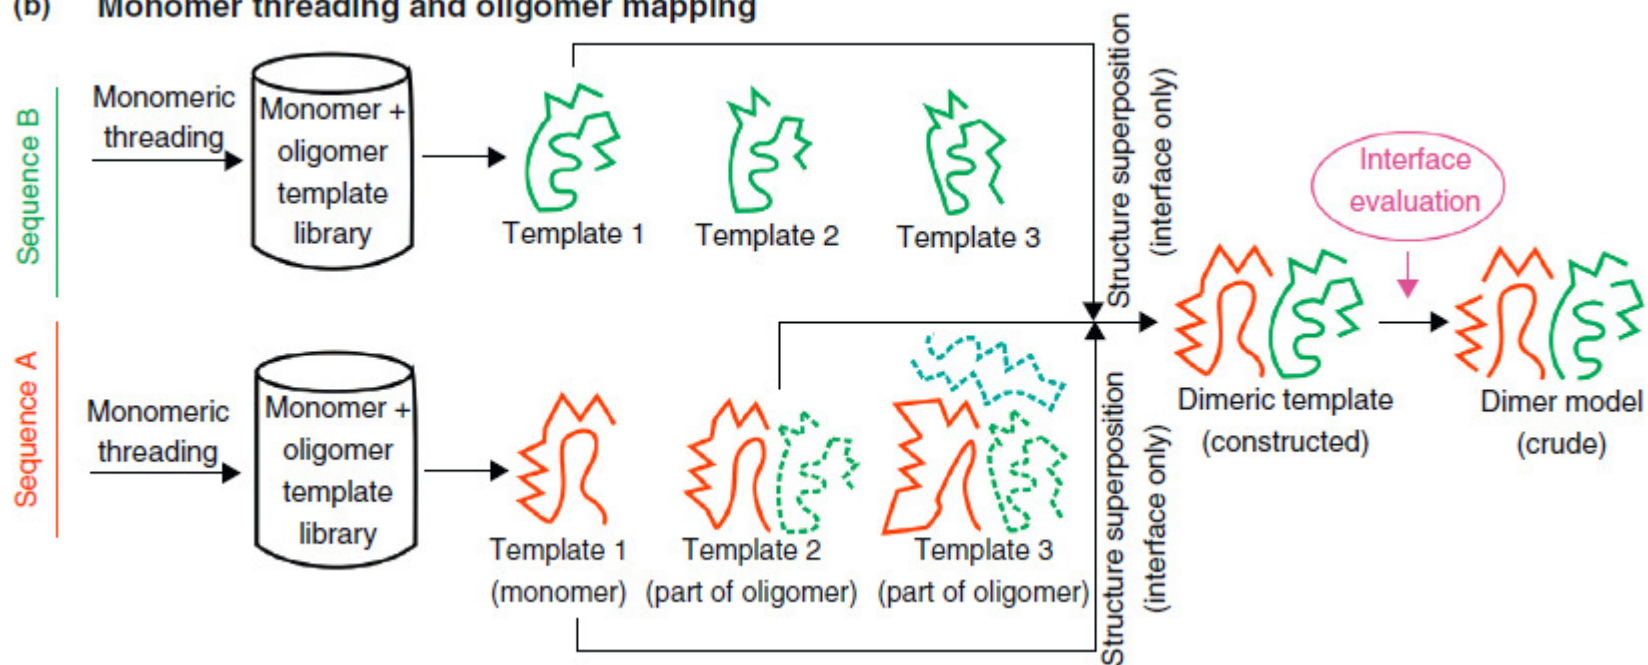 (b) Monomer threading and oligomer mapping
Sequence B
Monomeric
threading
Monomer +
oligomer
template
library
Template 1
Template 2
Template 3
Structure superposition
(interface only)
Interface
evaluation
Sequence A
Monomeric
threading
Monomer +
oligomer
template
library
Template 1
(monomer)
Template 2
(part of oligomer)
Template 3
(part of oligomer)
Structure superposition
(interface only)
Dimeric template
(constructed)
Dimer model
(crude)